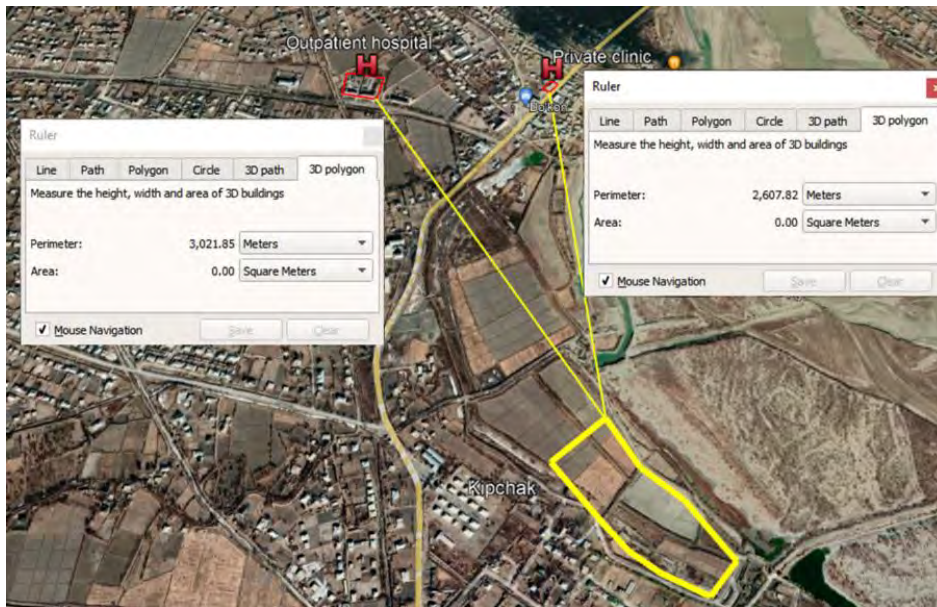 Outpatient hospital
H
Private clinic
H
Ruler
Line Path Polygon Circle 3D path 3D polygon
Measure the height, width and area of 3D buildings
Perimeter: 3,021.85 Meters
Area: 0.00 Square Meters
Mouse Navigation Save Clear
Ruler
Line Path Polygon Circle 3D path 3D polygon
Measure the height, width and area of 3D buildings
Perimeter: 2,607.82 Meters
Area: 0.00 Square Meters
Mouse Navigation Save Clear
Kipchak